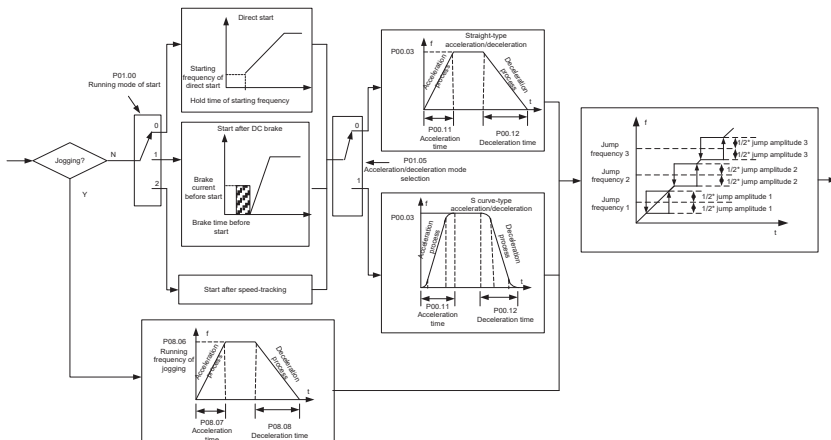 Direct start
Starting
frequency of
direct start
Hold time of starting frequency
P01.00
Running mode of start
0
1
2
Jogging?
N
Y
Start after DC brake
Brake
current
before start
Brake time before
start
Start after speed-tracking
0
1
P01.05
Acceleration/deceleration mode
selection
Straight-type
acceleration/deceleration
f
P00.03
Acceleration
process
Deceleration
process
t
P00.11
Acceleration
time
P00.12
Deceleration time
S curve-type
acceleration/deceleration
f
P00.03
Acceleration
process
Deceleration
process
t
P00.11
Acceleration
time
P00.12
Deceleration time
P08.06
Running
frequency of
jogging
f
Acceleration
process
Deceleration
process
t
P08.07
Acceleration
time
P08.08
Deceleration time
f
Jump
frequency 3
1/2* jump amplitude 3
1/2* jump amplitude 3
Jump
frequency 2
1/2* jump amplitude 2
1/2* jump amplitude 2
Jump
frequency 1
1/2* jump amplitude 1
1/2* jump amplitude 1
t